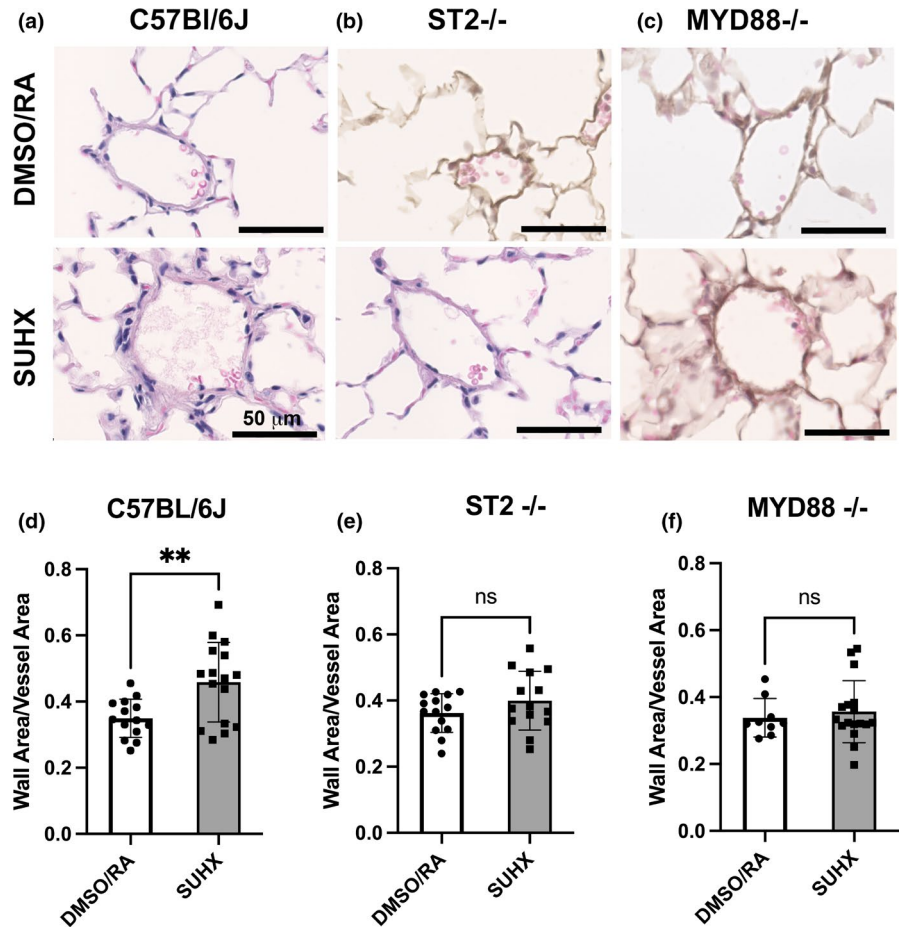 (a) C57Bl/6J (b) ST2-/- (c) MYD88-/-
DMSO/RA
SUHX
50 μm
(d) C57BL/6J (e) ST2 -/- (f) MYD88 -/-
** ns ns
Wall Area/Vessel Area
0.8
0.6
0.4
0.2
0.0
DMSO/RA SUHX
Wall Area/Vessel Area
0.8
0.6
0.4
0.2
0.0
DMSO/RA SUHX
Wall Area/Vessel Area
0.8
0.6
0.4
0.2
0.0
DMSO/RA SUHX